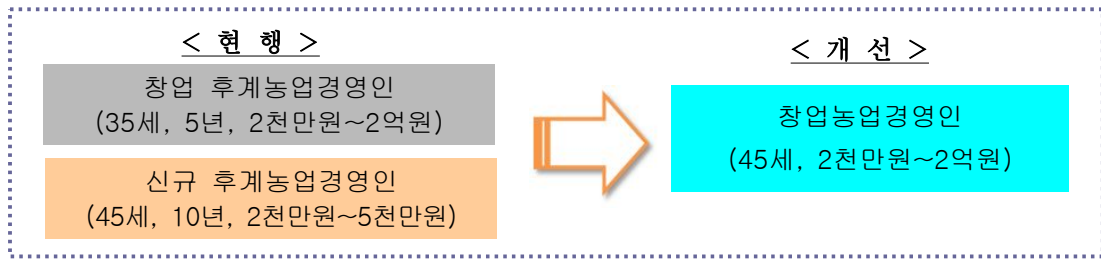 < 현 행 >
창업 후계농업경영인
(35세, 5년, 2천만원~2억원)
신규 후계농업경영인
(45세, 10년, 2천만원~5천만원)
< 개 선 >
창업농업경영인
(45세, 2천만원~2억원)